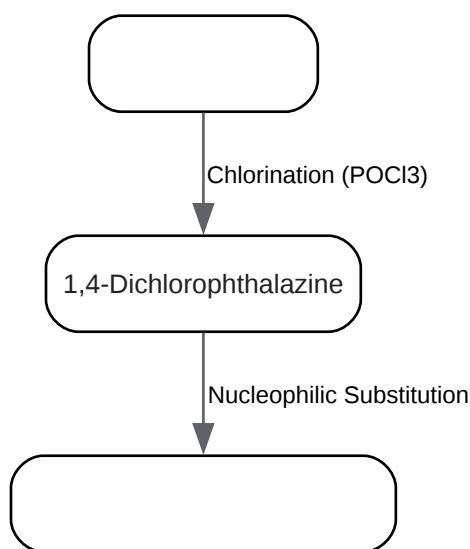 Chlorination (POCl3)
1,4-Dichlorophthalazine
Nucleophilic Substitution